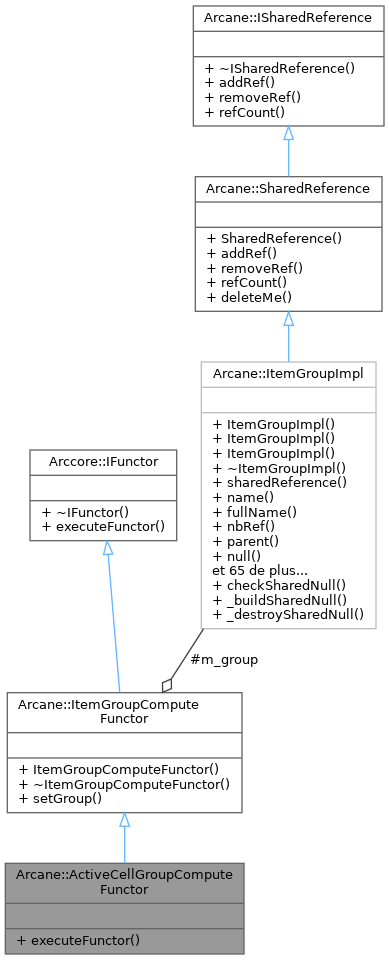 Arcane::ISharedReference
+ ~ISharedReference()
+ addRef()
+ removeRef()
+ refCount()
Arcane::SharedReference
+ SharedReference()
+ addRef()
+ removeRef()
+ refCount()
+ deleteMe()
Arcane::ItemGroupImpl
+ ItemGroupImpl()
+ ItemGroupImpl()
+ ItemGroupImpl()
+ ~ItemGroupImpl()
+ sharedReference()
+ name()
+ fullName()
+ nbRef()
+ parent()
+ null()
et 65 de plus...
+ checkSharedNull()
+ _buildSharedNull()
+ _destroySharedNull()
Arccore::IFunctor
+ ~IFunctor()
+ executeFunctor()
#m_group
Arcane::ItemGroupCompute
Functor
+ ItemGroupComputeFunctor()
+ ~ItemGroupComputeFunctor()
+ setGroup()
Arcane::ActiveCellGroupCompute
Functor
+ executeFunctor()